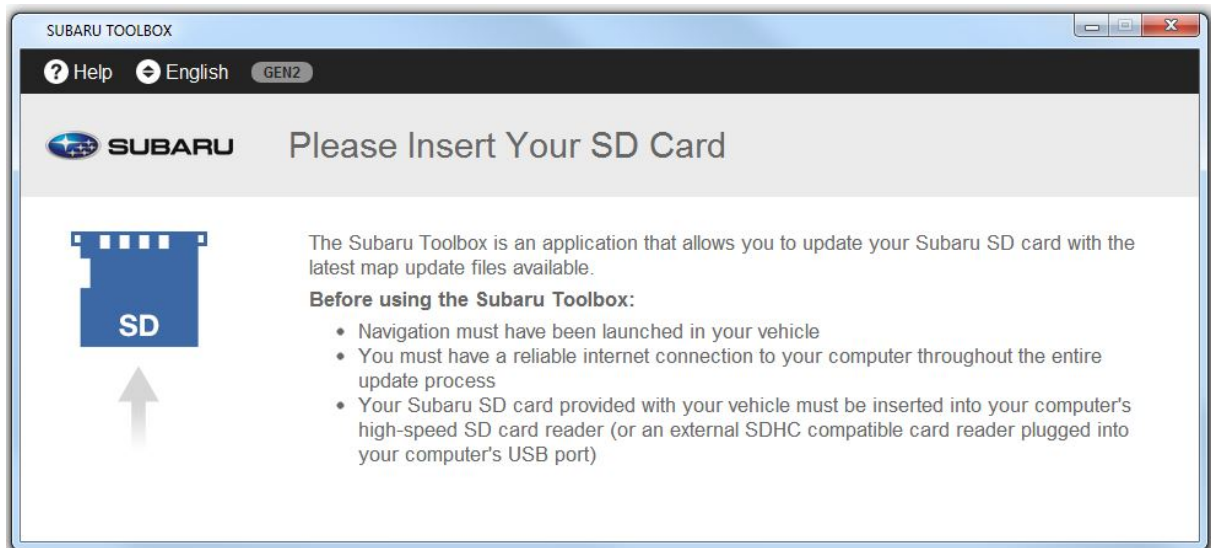 SUBARU TOOLBOX
Help English GEN2
SUBARU
Please Insert Your SD Card
SD
The Subaru Toolbox is an application that allows you to update your Subaru SD card with the
latest map update files available.
Before using the Subaru Toolbox:
• Navigation must have been launched in your vehicle
• You must have a reliable internet connection to your computer throughout the entire
update process
• Your Subaru SD card provided with your vehicle must be inserted into your computer's
high-speed SD card reader (or an external SDHC compatible card reader plugged into
your computer's USB port)